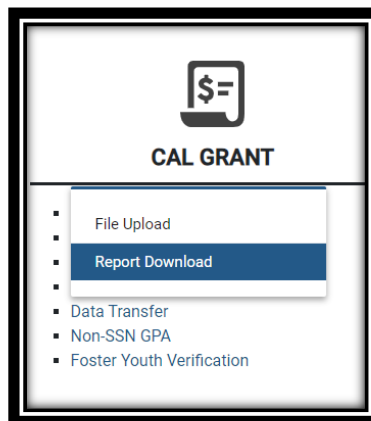 $=
CAL GRANT
File Upload
Report Download
Data Transfer
Non-SSN GPA
Foster Youth Verification